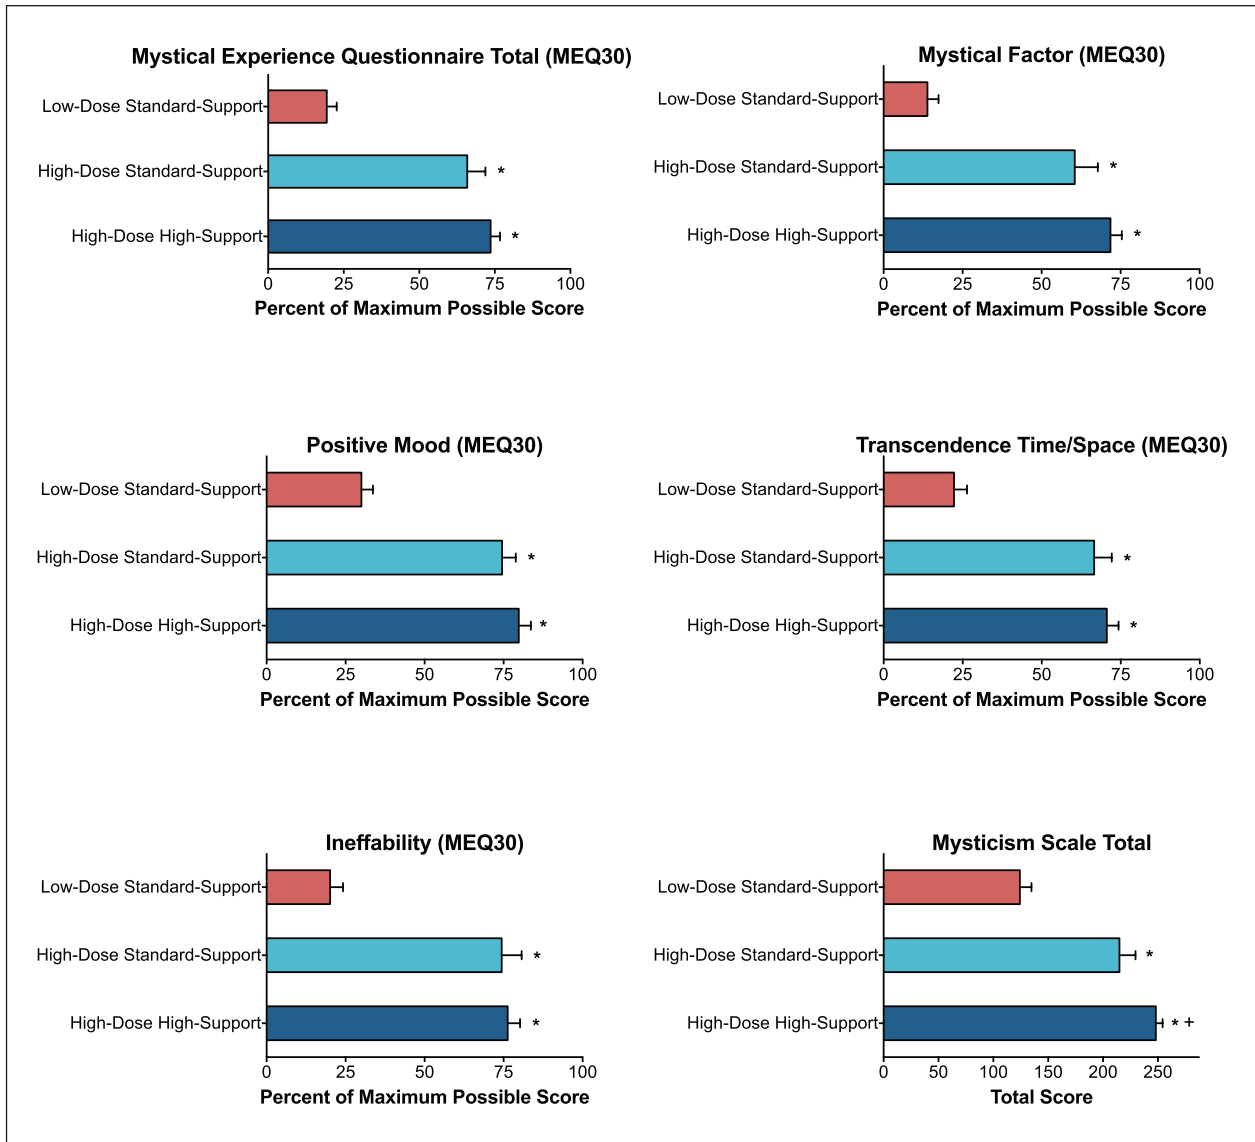 Mystical Experience Questionnaire Total (MEQ30)
Low-Dose Standard-Support
High-Dose Standard-Support
*
High-Dose High-Support
*
0 25 50 75 100
Percent of Maximum Possible Score
Mystical Factor (MEQ30)
Low-Dose Standard-Support
High-Dose Standard-Support
*
High-Dose High-Support
*
0 25 50 75 100
Percent of Maximum Possible Score
Positive Mood (MEQ30)
Low-Dose Standard-Support
High-Dose Standard-Support
*
High-Dose High-Support
*
0 25 50 75 100
Percent of Maximum Possible Score
Transcendence Time/Space (MEQ30)
Low-Dose Standard-Support
High-Dose Standard-Support
*
High-Dose High-Support
*
0 25 50 75 100
Percent of Maximum Possible Score
Ineffability (MEQ30)
Low-Dose Standard-Support
High-Dose Standard-Support
*
High-Dose High-Support
*
0 25 50 75 100
Percent of Maximum Possible Score
Mysticism Scale Total
Low-Dose Standard-Support
High-Dose Standard-Support
*
High-Dose High-Support
* +
0 50 100 150 200 250
Total Score